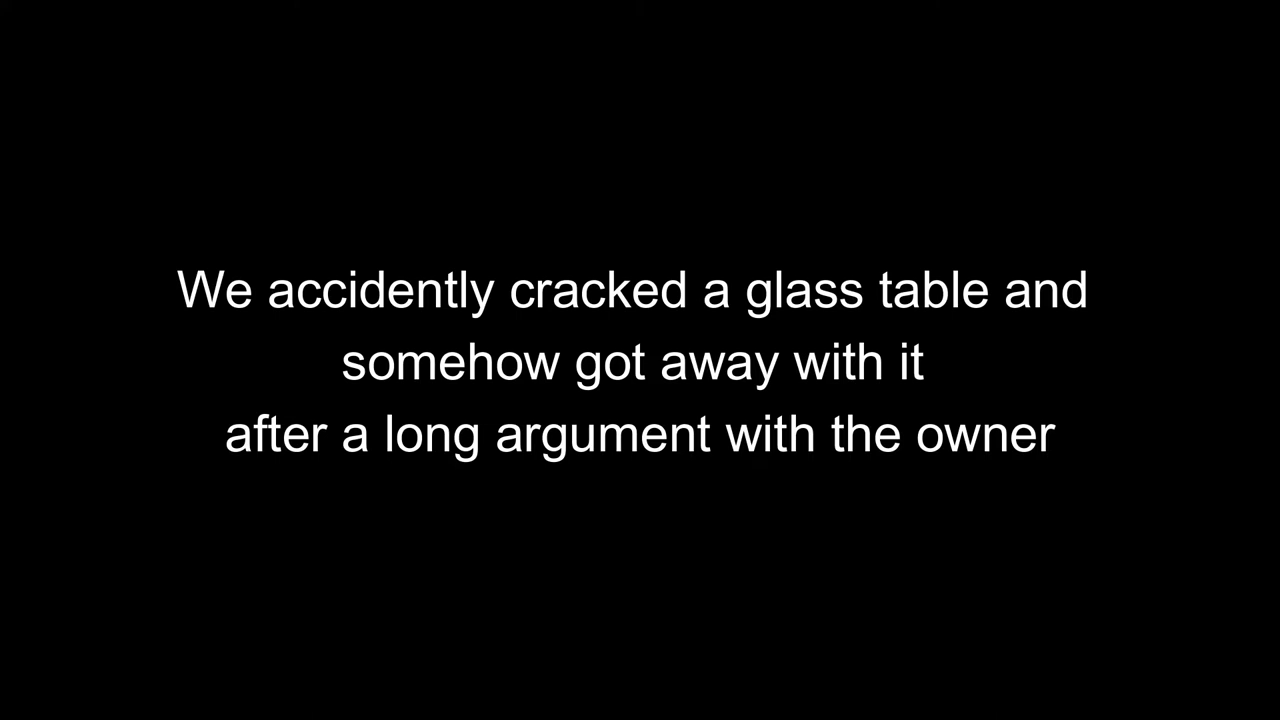 We accidently cracked a glass table and
somehow got away with it
after a long argument with the owner